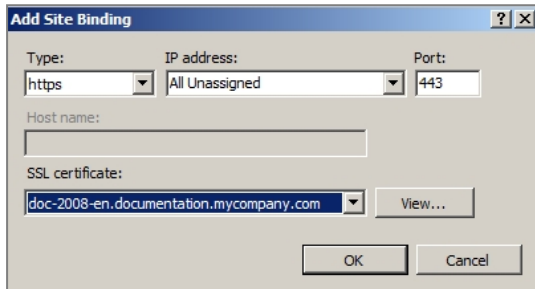 Add Site Binding
Type: IP address: Port:
https All Unassigned 443
Host name:
SSL certificate:
doc-2008-en.documentation.mycompany.com View...
OK Cancel